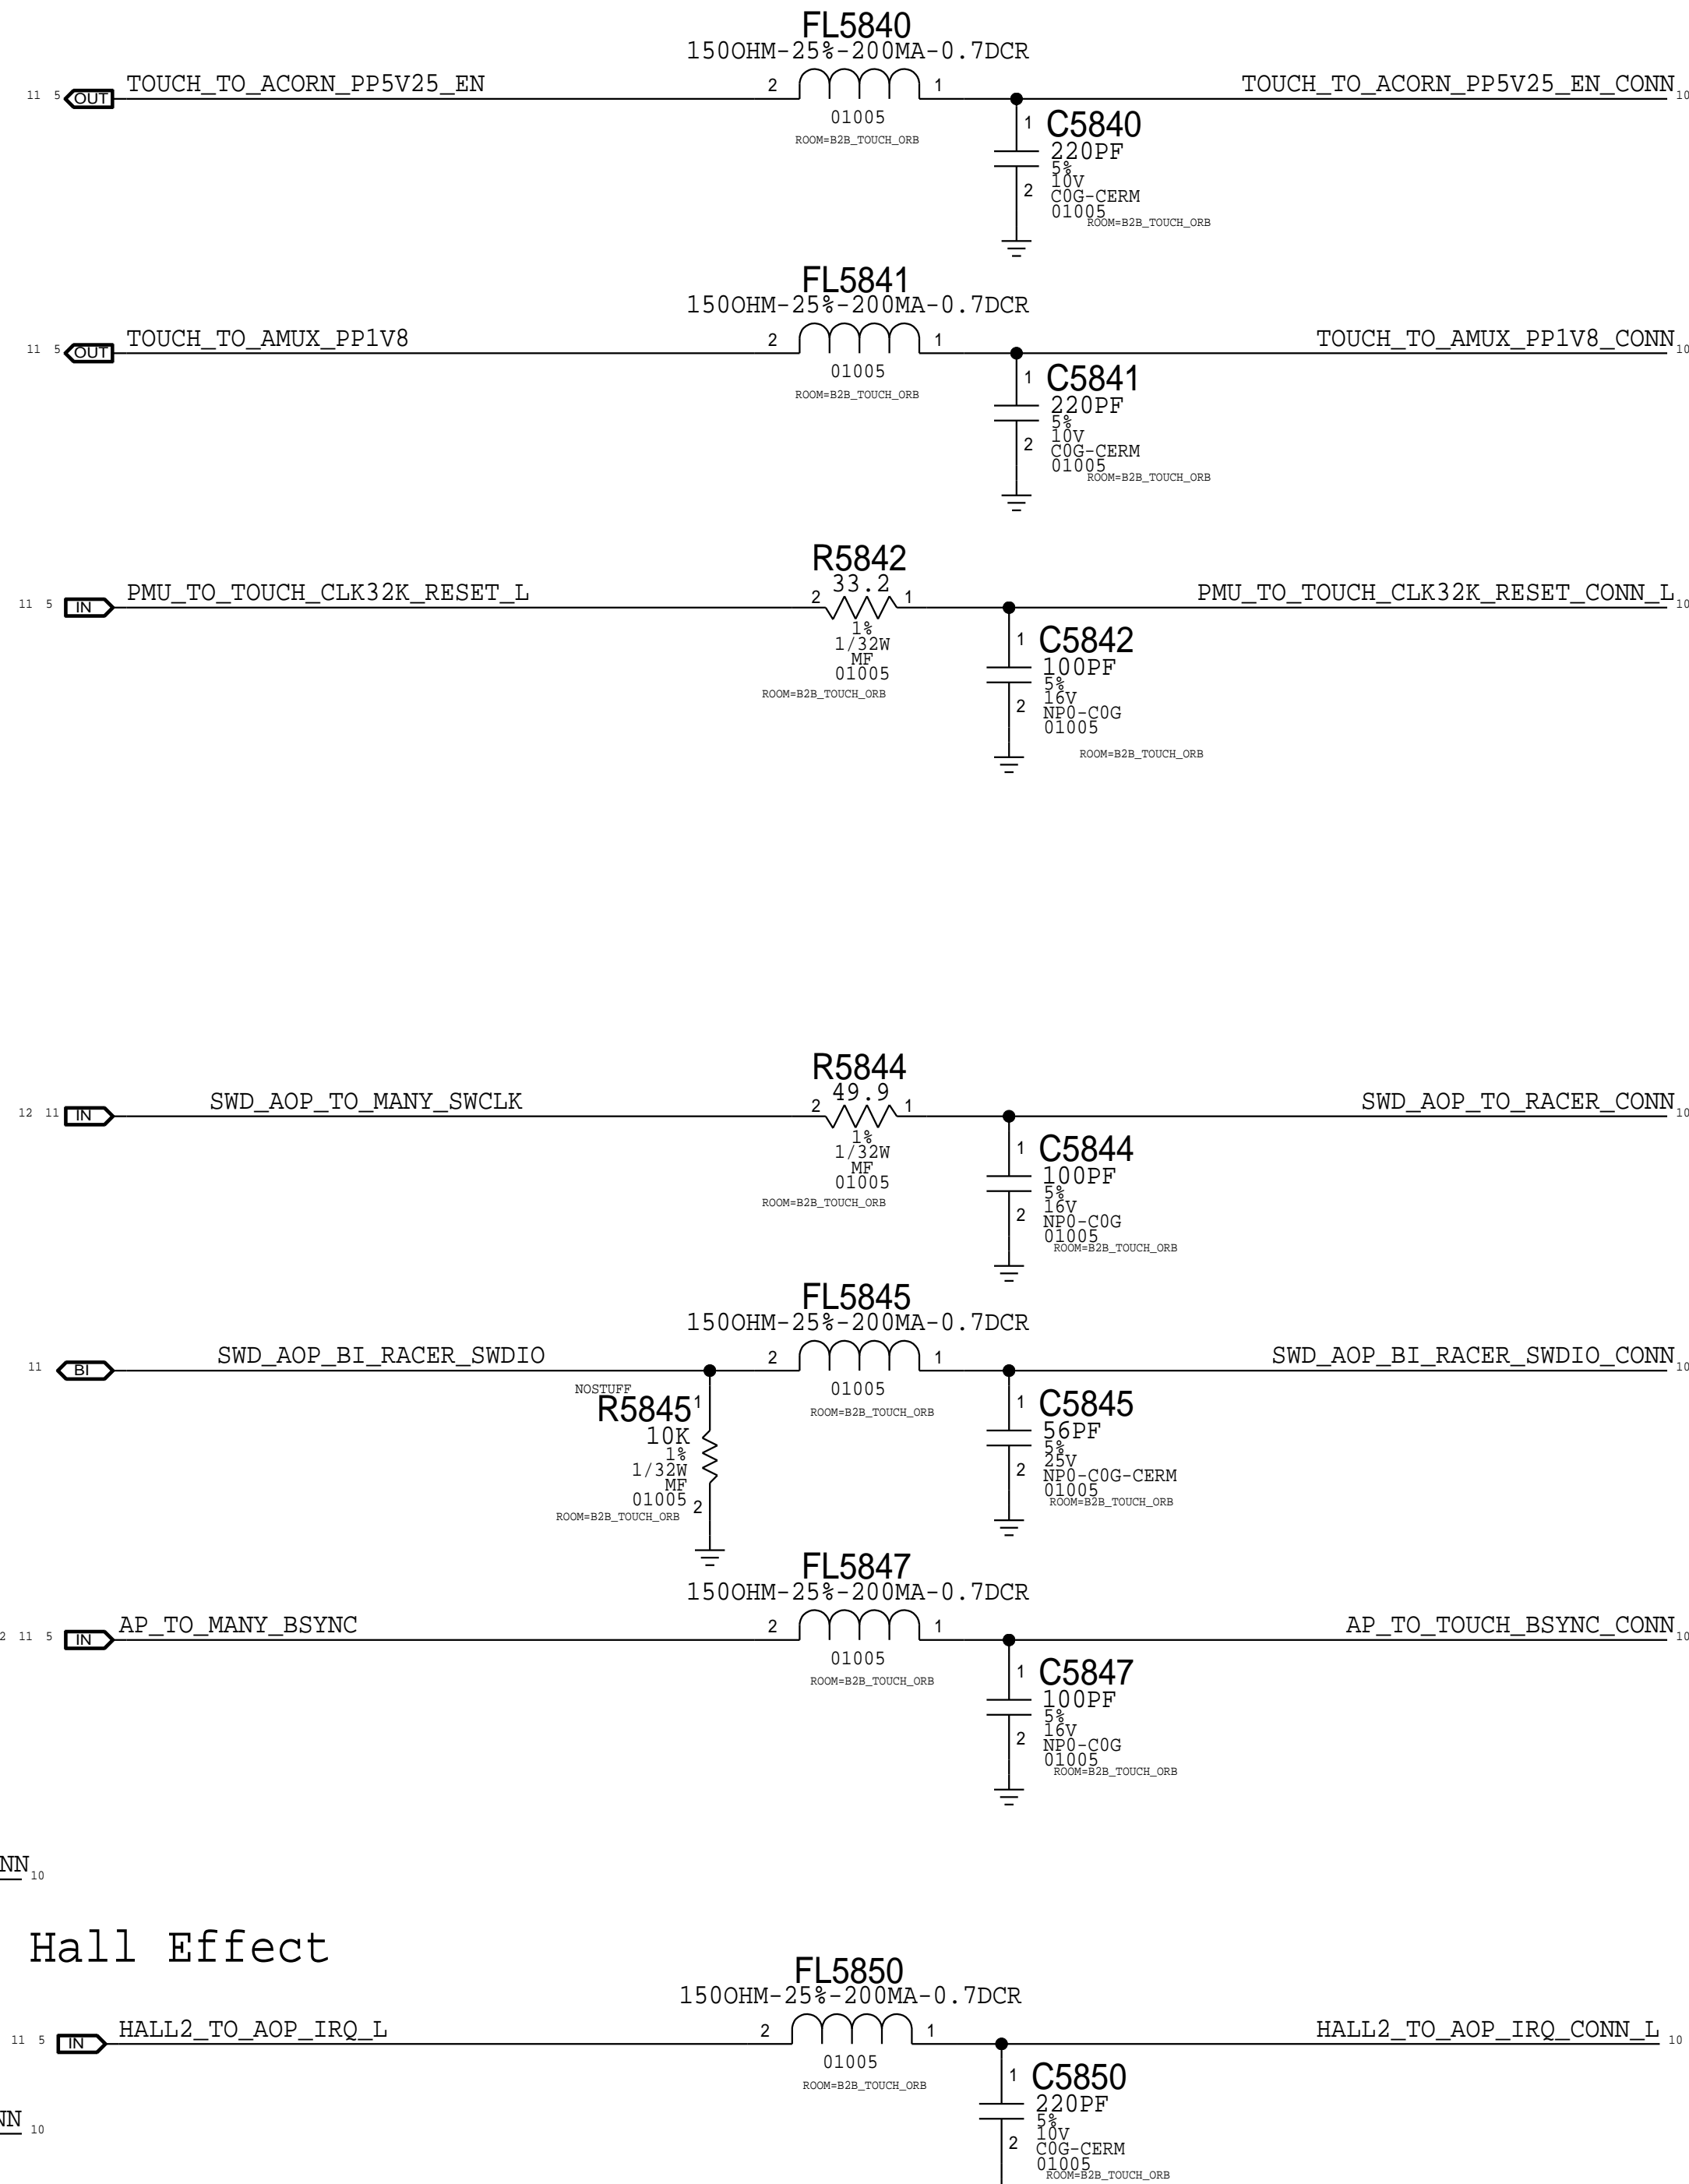 FL5840
150OHM-25%-200MA-0.7DCR
11 5 OUT TOUCH_TO_ACORN_PP5V25_EN 2 1 TOUCH_TO_ACORN_PP5V25_EN_CONN 10
01005
ROOM=B2B_TOUCH_ORB
1 C5840
220PF
5%
10V
2 C0G-CERM
01005
ROOM=B2B_TOUCH_ORB
FL5841
150OHM-25%-200MA-0.7DCR
11 5 OUT TOUCH_TO_AMUX_PP1V8 2 1 TOUCH_TO_AMUX_PP1V8_CONN 10
01005
ROOM=B2B_TOUCH_ORB
1 C5841
220PF
5%
10V
2 C0G-CERM
01005
ROOM=B2B_TOUCH_ORB
R5842
33.2
11 5 IN PMU_TO_TOUCH_CLK32K_RESET_L 2 1 PMU_TO_TOUCH_CLK32K_RESET_CONN_L 10
1%
1/32W
MF
01005
ROOM=B2B_TOUCH_ORB
1 C5842
100PF
5%
16V
2 NP0-C0G
01005
ROOM=B2B_TOUCH_ORB
R5844
49.9
12 11 IN SWD_AOP_TO_MANY_SWCLK 2 1 SWD_AOP_TO_RACER_CONN 10
1%
1/32W
MF
01005
ROOM=B2B_TOUCH_ORB
1 C5844
100PF
5%
16V
2 NP0-C0G
01005
ROOM=B2B_TOUCH_ORB
FL5845
150OHM-25%-200MA-0.7DCR
11 BI SWD_AOP_BI_RACER_SWDIO 2 1 SWD_AOP_BI_RACER_SWDIO_CONN 10
01005
ROOM=B2B_TOUCH_ORB
NOSTUFF
R5845 1
10K
1%
1/32W
MF
01005 2
ROOM=B2B_TOUCH_ORB
1 C5845
56PF
5%
25V
2 NP0-C0G-CERM
01005
ROOM=B2B_TOUCH_ORB
FL5847
150OHM-25%-200MA-0.7DCR
2 11 5 IN AP_TO_MANY_BSYNC 2 1 AP_TO_TOUCH_BSYNC_CONN 10
01005
ROOM=B2B_TOUCH_ORB
1 C5847
100PF
5%
16V
2 NP0-C0G
01005
ROOM=B2B_TOUCH_ORB
NN 10
Hall Effect
FL5850
150OHM-25%-200MA-0.7DCR
11 5 IN HALL2_TO_AOP_IRQ_L 2 1 HALL2_TO_AOP_IRQ_CONN_L 10
01005
ROOM=B2B_TOUCH_ORB
1 C5850
220PF
5%
10V
2 C0G-CERM
01005
ROOM=B2B_TOUCH_ORB
NN 10